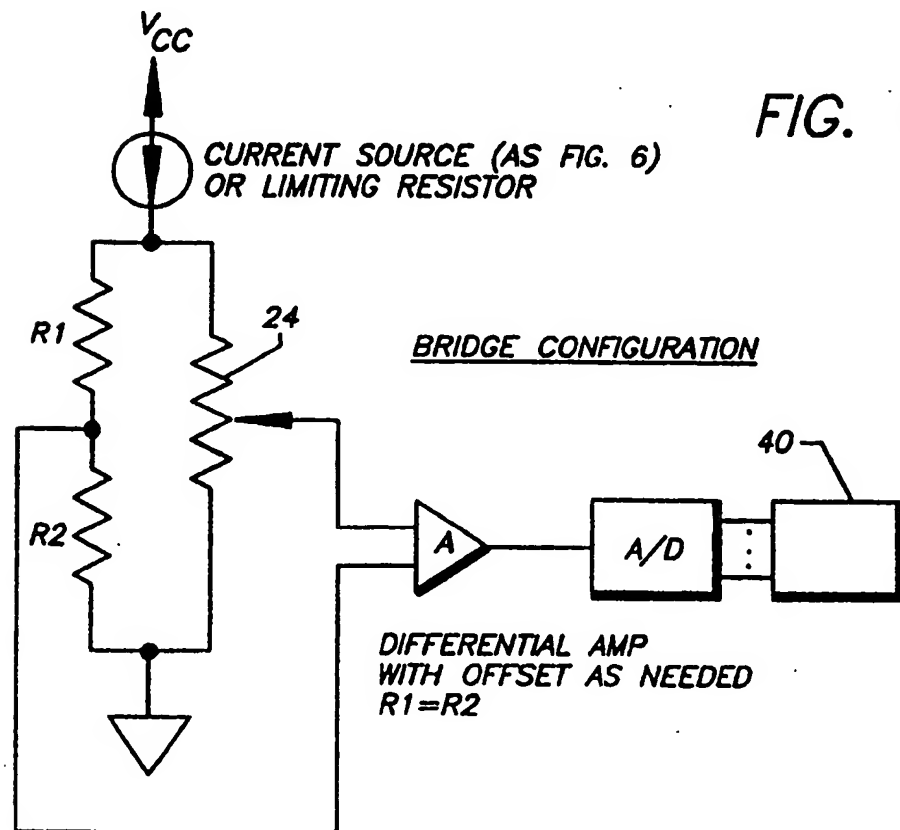 VCC
FIG.
CURRENT SOURCE (AS FIG. 6)
OR LIMITING RESISTOR
R1
24
BRIDGE CONFIGURATION
40
R2
A
A/D
DIFFERENTIAL AMP
WITH OFFSET AS NEEDED
R1=R2